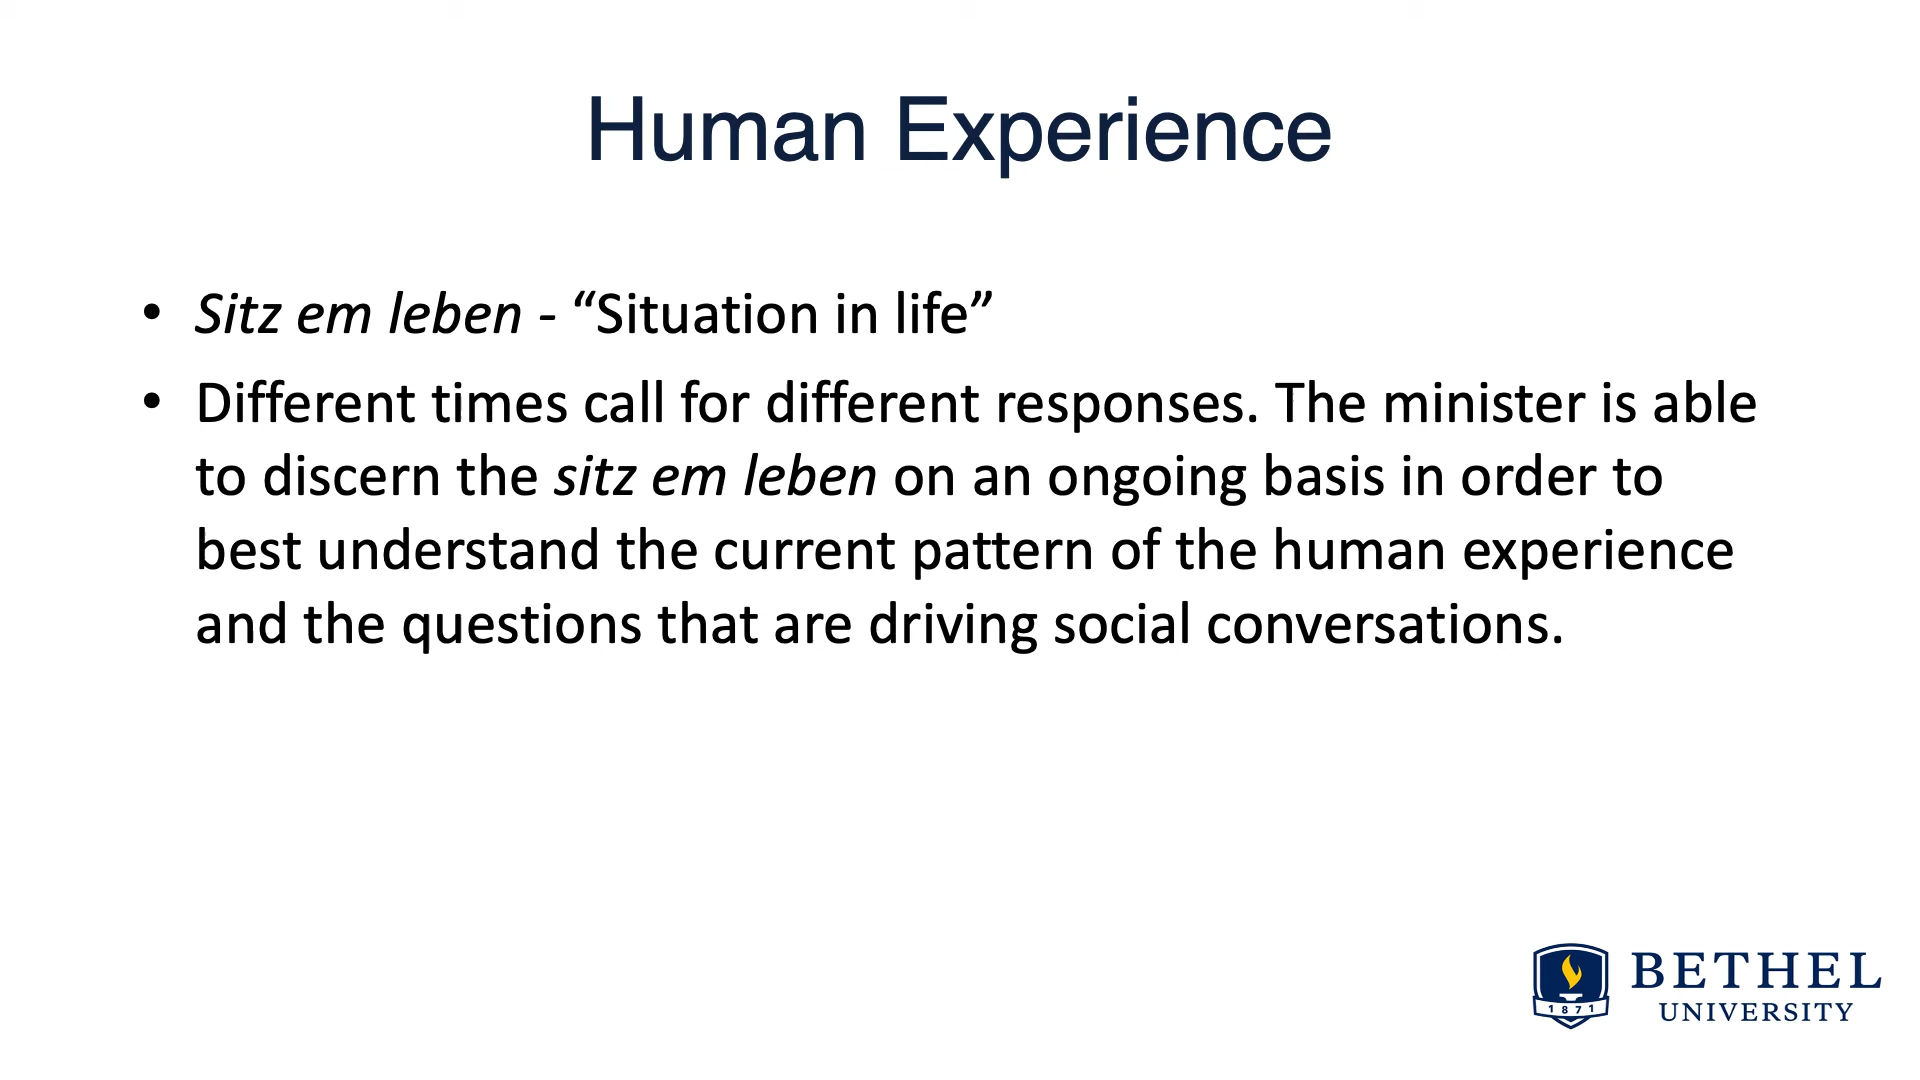 Human Experience
• Sitz em leben - “Situation in life”
• Different times call for different responses. The minister is able
to discern the sitz em leben on an ongoing basis in order to
best understand the current pattern of the human experience
and the questions that are driving social conversations.
1871
BETHEL
UNIVERSITY